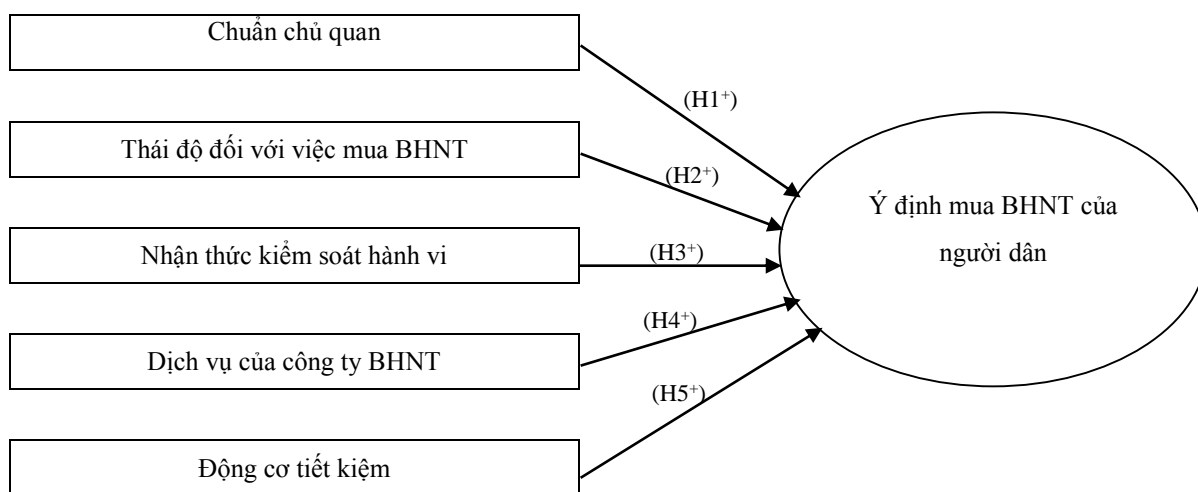 Chuẩn chủ quan
(H1⁺)
Thái độ đối với việc mua BHNT
(H2⁺)
Ý định mua BHNT của
người dân
Nhận thức kiểm soát hành vi
(H3⁺)
Dịch vụ của công ty BHNT
(H4⁺)
(H5⁺)
Động cơ tiết kiệm